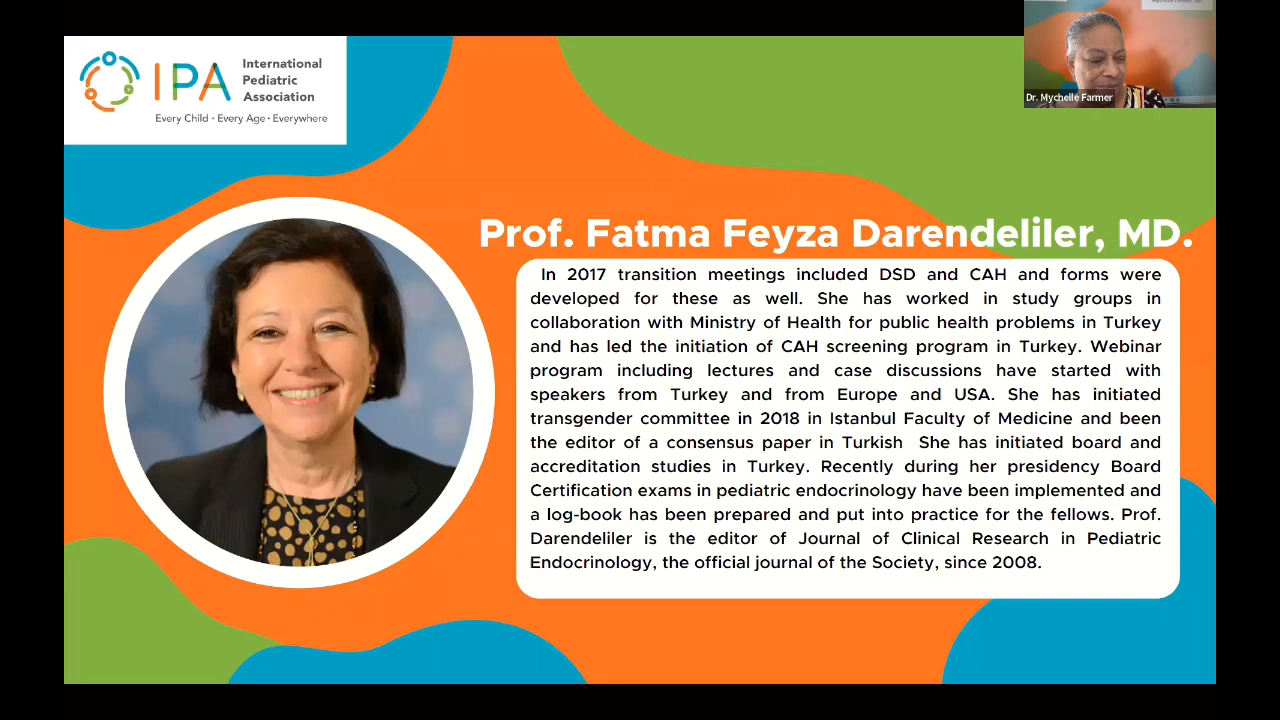 IPA
International
Pediatric
Association
Every Child • Every Age • Everywhere
Dr. Mychelle Farmer
Prof. Fatma Feyza Darendeliler, MD.
In 2017 transition meetings included DSD and CAH and forms were
developed for these as well. She has worked in study groups in
collaboration with Ministry of Health for public health problems in Turkey
and has led the initiation of CAH screening program in Turkey. Webinar
program including lectures and case discussions have started with
speakers from Turkey and from Europe and USA. She has initiated
transgender committee in 2018 in Istanbul Faculty of Medicine and been
the editor of a consensus paper in Turkish She has initiated board and
accreditation studies in Turkey. Recently during her presidency Board
Certification exams in pediatric endocrinology have been implemented and
a log-book has been prepared and put into practice for the fellows. Prof.
Darendeliler is the editor of Journal of Clinical Research in Pediatric
Endocrinology, the official journal of the Society, since 2008.